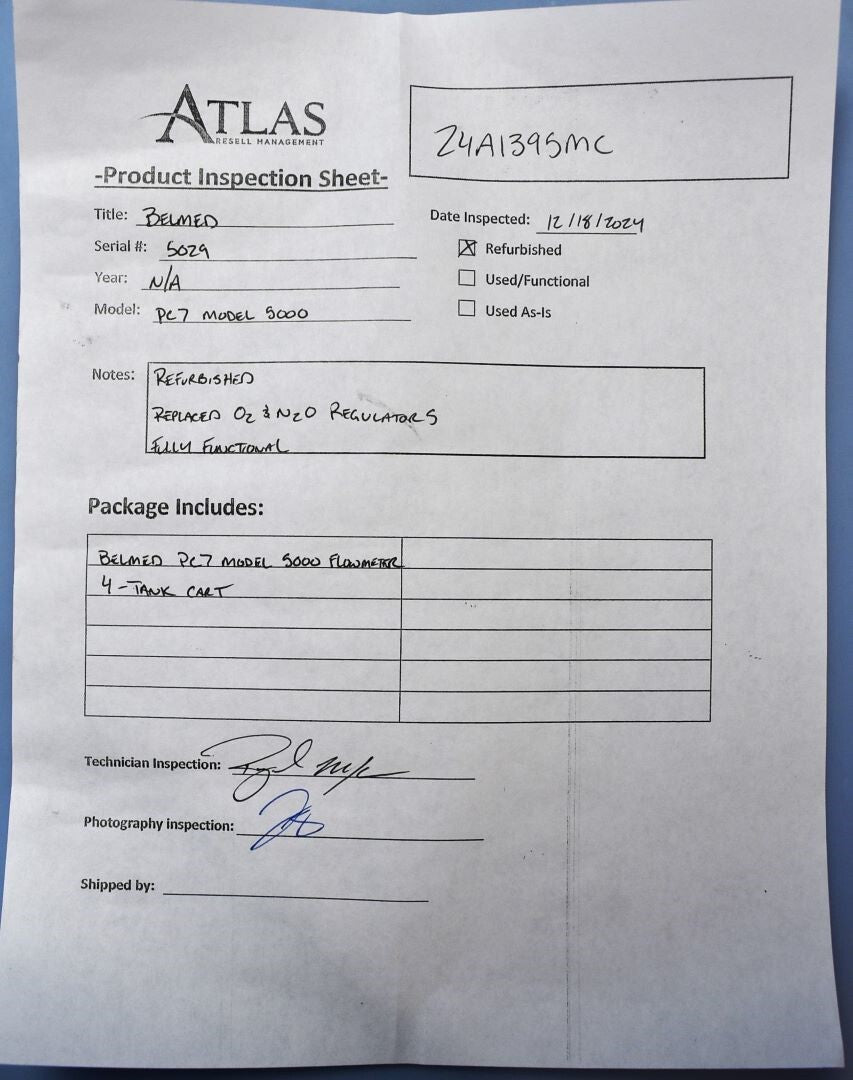 ATLAS
RESELL MANAGEMENT
24A1395MC
-Product Inspection Sheet-
Title: BELMED
Date Inspected: 12/18/2024
Serial #: 5029
Refurbished
Year: N/A
Used/Functional
Model: PC7 MODEL 5000
Used As-Is
Notes: REFURBISHED
REPLACED O2 & N2O REGULATORS
FULLY FUNCTIONAL
Package Includes:
BELMED PC7 MODEL 5000 FLOWMETER
4-TANK CART
Technician Inspection:
Photography inspection:
Shipped by: